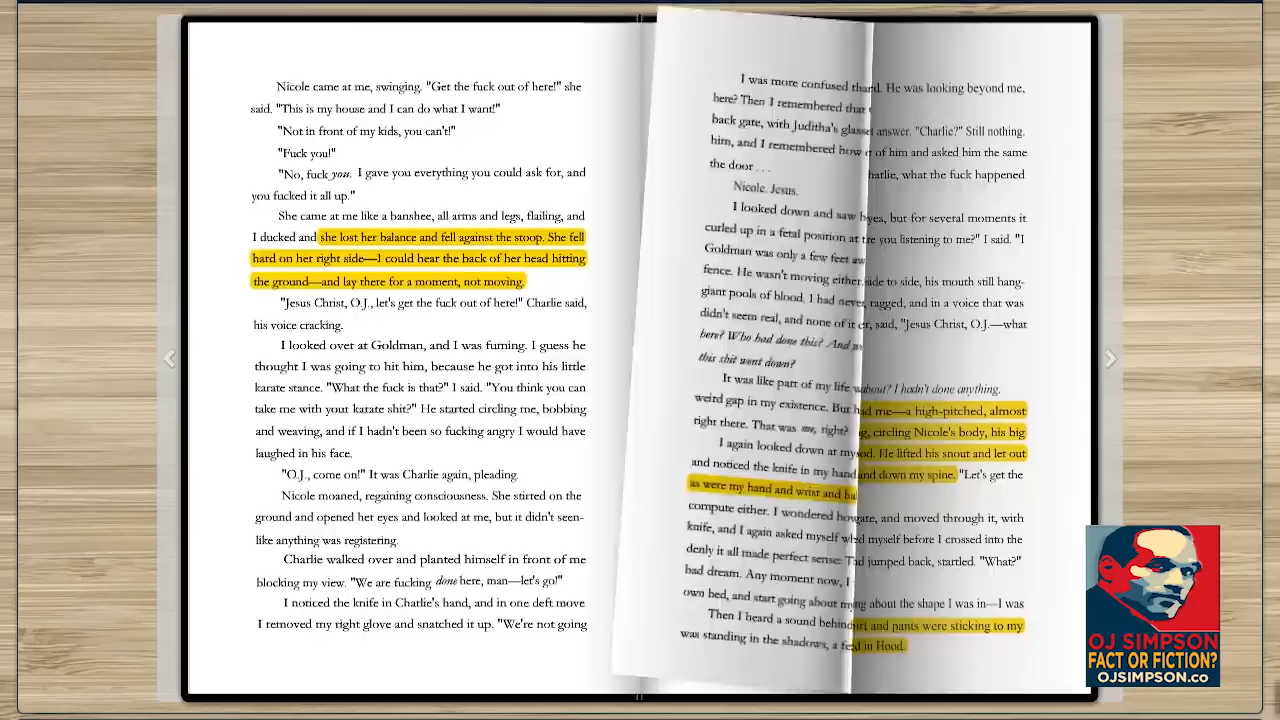 Nicole came at me, swinging. "Get the fuck out of here!" she
said. "This is my house and I can do what I want!"
"Not in front of my kids, you can't!"
"Fuck you!"
"No, fuck you. I gave you everything you could ask for, and
you fucked it all up."
She came at me like a banshee, all arms and legs, flailing, and
I ducked and she lost her balance and fell against the stoop. She fell
hard on her right side—I could hear the back of her head hitting
the ground—and lay there for a moment, not moving.
"Jesus Christ, O.J., let's get the fuck out of here!" Charlie said,
his voice cracking.
I looked over at Goldman, and I was fuming. I guess he
thought I was going to hit him, because he got into his little
karate stance. "What the fuck is that?" I said. "You think you can
take me with your karate shit?" He started circling me, bobbing
and weaving, and if I hadn't been so fucking angry I would have
laughed in his face.
"O.J., come on!" It was Charlie again, pleading.
Nicole moaned, regaining consciousness. She stirred on the
ground and opened her eyes and looked at me, but it didn't seen-
like anything was registering.
Charlie walked over and planted himself in front of me
blocking my view. "We are fucking done here, man—let's go!"
I noticed the knife in Charlie's hand, and in one deft move
I removed my right glove and snatched it up. "We're not going
I was more confused tha
here? Then I remembered that
back gate, with Juditha's glasse
him, and I remembered how
the door . . .
Nicole. Jesus.
I looked down and saw h
curled up in a fetal position at t
Goldman was only a few feet aw
fence. He wasn't moving either.
giant pools of blood. I had never
didn't seem real, and none of it
here? Who had done this? And
this shit went down?
It was like part of my life
weird gap in my existence. But
right there. That was me, right?
I again looked down at mys
and noticed the knife in my hand
as were my hand and wrist and ha
compute either. I wondered how
knife, and I again asked myself w
denly it all made perfect sense: T
bad dream. Any moment now, I
own bed, and start going about my
Then I heard a sound behind
was standing in the shadows, a fe
rd. He was looking beyond me,
answer. "Charlie?" Still nothing.
of him and asked him the same
harlie, what the fuck happened
yes, but for several moments it
re you listening to me?" I said. "I
side to side, his mouth still hang-
ragged, and in a voice that was
said, "Jesus Christ, O.J.—what
about? I hadn't done anything.
ad me—a high-pitched, almost
g, circling Nicole's body, his big
od. He lifted his snout and let out
and down my spine. "Let's get the
gate, and moved through it, with
ed myself before I crossed into the
d jumped back, startled. "What?"
ing about the shape I was in—I was
irt and pants were sticking to my
d in Hood.
OJ SIMPSON
FACT OR FICTION?
OJSIMPSON.co